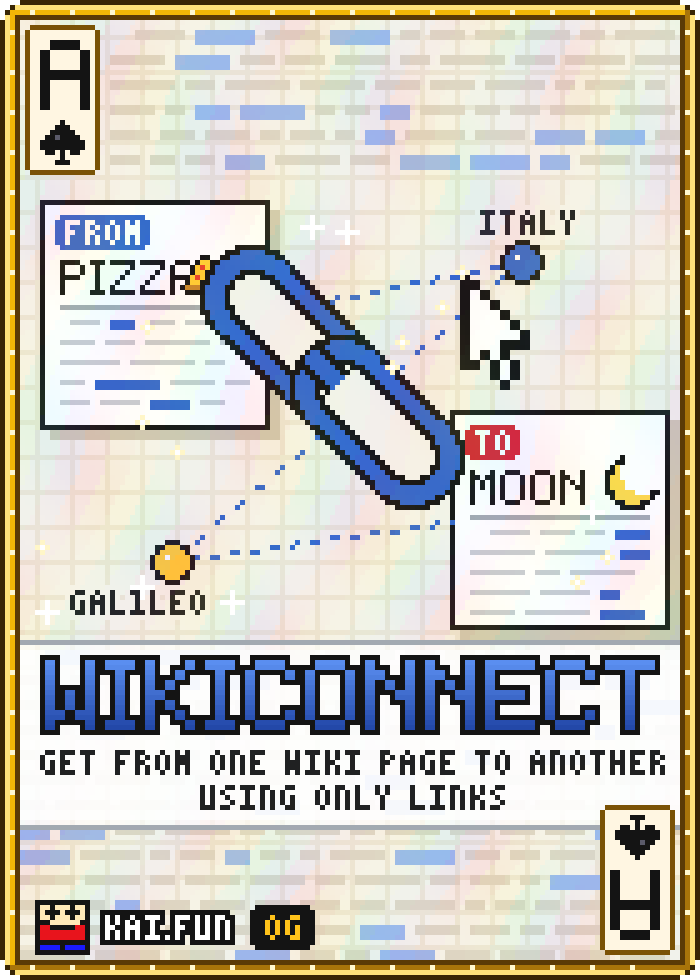 A
FROM
PIZZA
ITALY
TO
MOON
GALILEO
WIKICONNECT
GET FROM ONE WIKI PAGE TO ANOTHER
USING ONLY LINKS
A
KAI.FUN OG